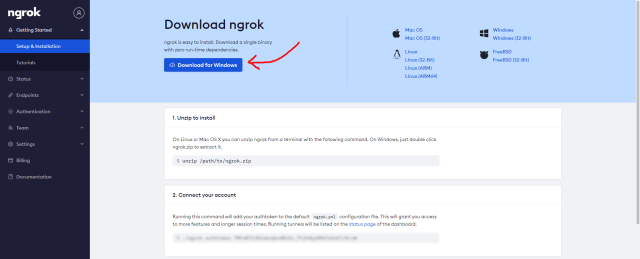 ngrok
Getting Started
Setup & Installation
Tutorials
Status
Endpoints
Authentication
Team
Settings
Billing
Documentation
Download ngrok
ngrok is easy to install. Download a single binary
with zero run-time dependencies.
Download for Windows
Mac OS
Mac OS (32-Bit)
Linux
Linux (32-Bit)
Linux (ARM)
Linux (ARM64)
Windows
Windows (32-Bit)
FreeBSD
FreeBSD (32-Bit)
1. Unzip to install
On Linux or Mac OS X you can unzip ngrok from a terminal with the following command. On Windows, just double click
ngrok.zip to extract it.
$ unzip /path/to/ngrok.zip
2. Connect your account
Running this command will add your authtoken to the default ngrok.yml configuration file. This will grant you access
to more features and longer session times. Running tunnels will be listed on the status page of the dashboard.